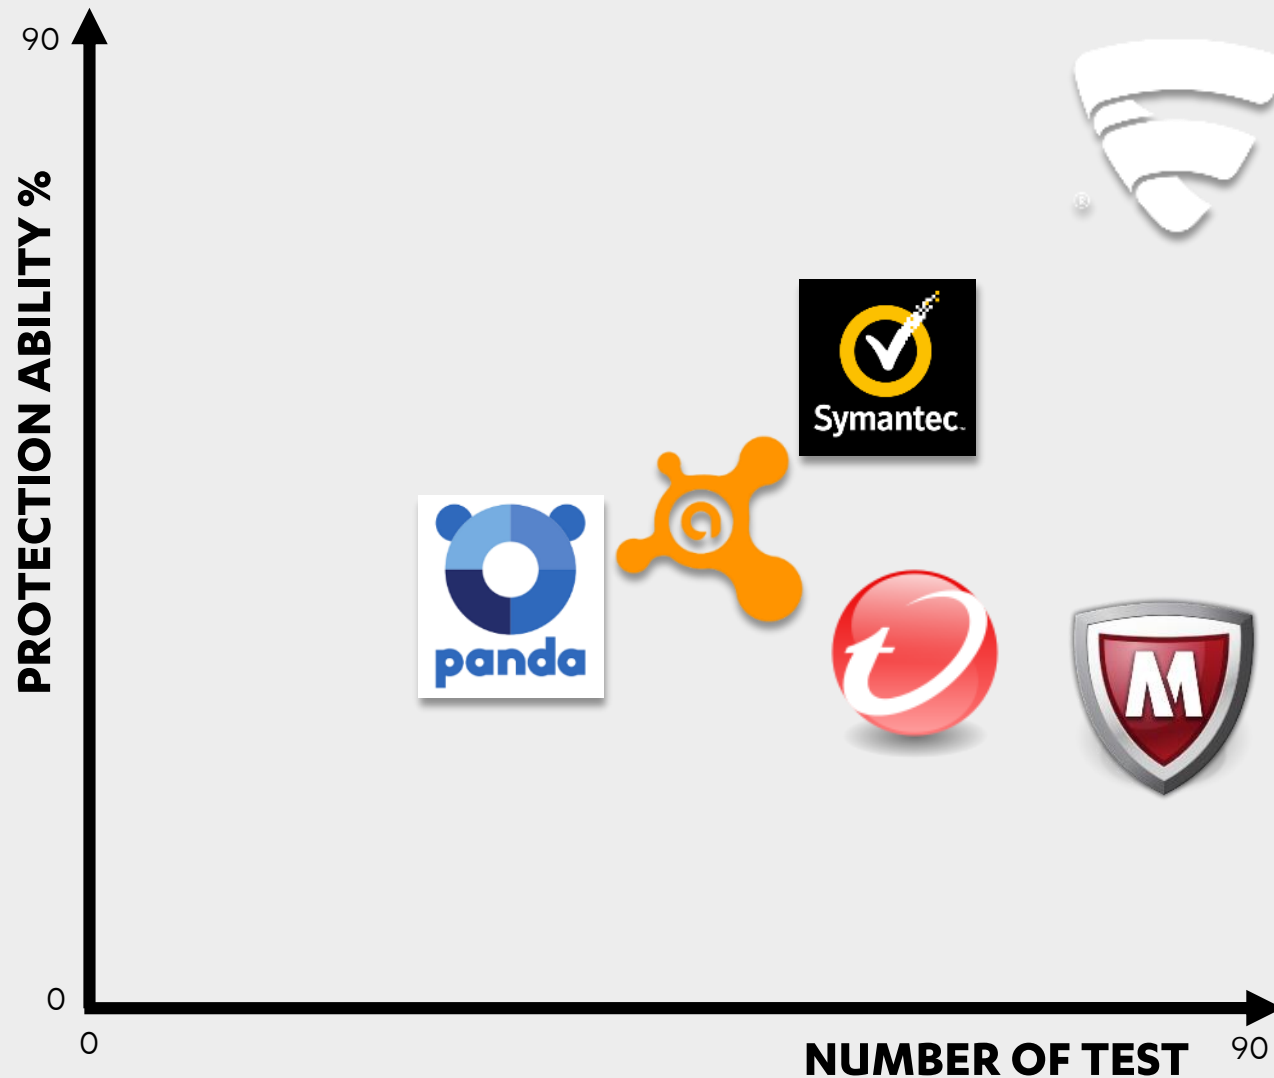 90
PROTECTION ABILITY %
®
Symantec
a
panda
t
M
0
0
NUMBER OF TEST
90